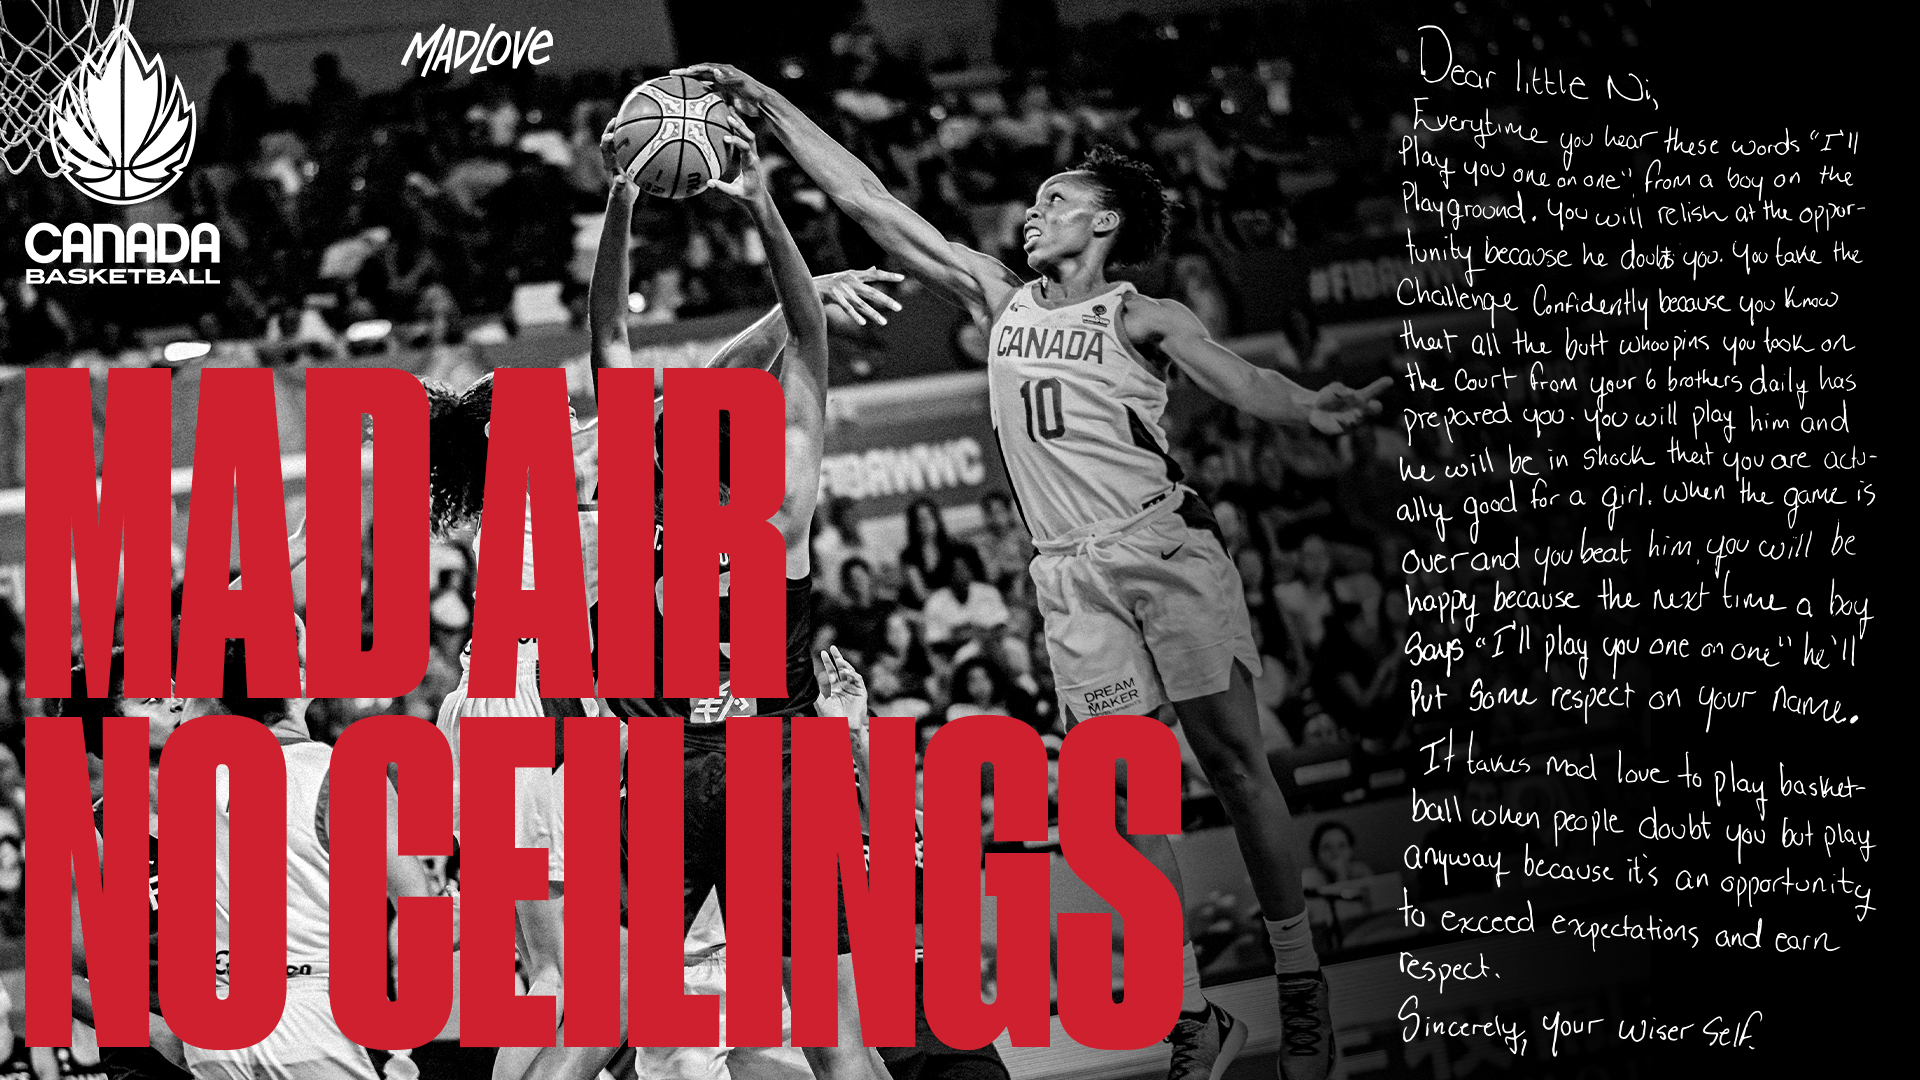 MADLOVE
CANADA
BASKETBALL
CANADA
10
#FIBAWWC
FIBAWWC
DREAM
MAKER
MAD AIR
NO CEILINGS
Dear little Ni,
Everytime you hear these words "I'll
Play you one on one", from a boy on the
Playground. You will relish at the oppor-
tunity because he doubts you. You take the
Challenge Confidently because you know
that all the butt whoopins you took on
the Court from your 6 brothers daily has
prepared you. You will play him and
he will be in shock that you are actu-
ally good for a girl. When the game is
over and you beat him, you will be
happy because the next time a boy
Says "I'll play you one on one" he'll
Put Some respect on your name.
It takes mad love to play basket-
ball when people doubt you but play
anyway because it's an opportunity
to exceed expectations and earn
respect.
Sincerely, your wiser self.